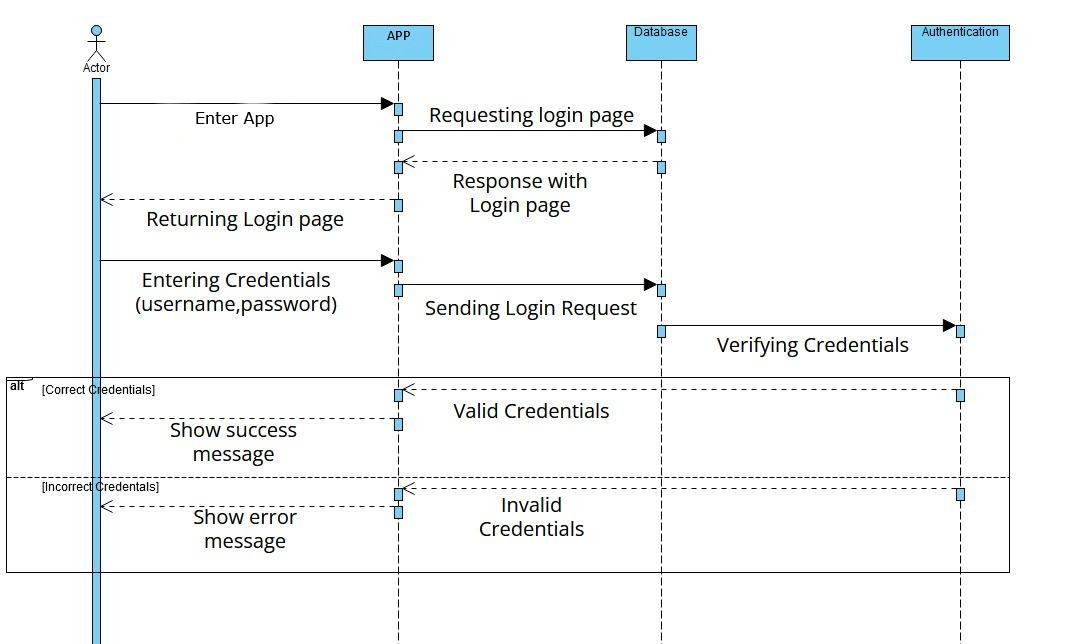 APP
Database
Authentication
Actor
Enter App
Requesting login page
Response with
Login page
Returning Login page
Entering Credentials
(username,password)
Sending Login Request
Verifying Credentials
alt
[Correct Credentials]
Valid Credentials
Show success
message
[Incorrect Credentals]
Invalid
Credentials
Show error
message